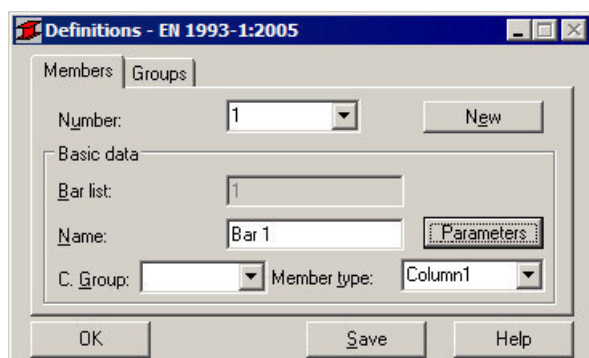 Definitions - EN 1993-1:2005
Members Groups
Number: 1 New
Basic data
Bar list: 1
Name: Bar 1 Parameters
C. Group: Member type: Column1
OK Save Help